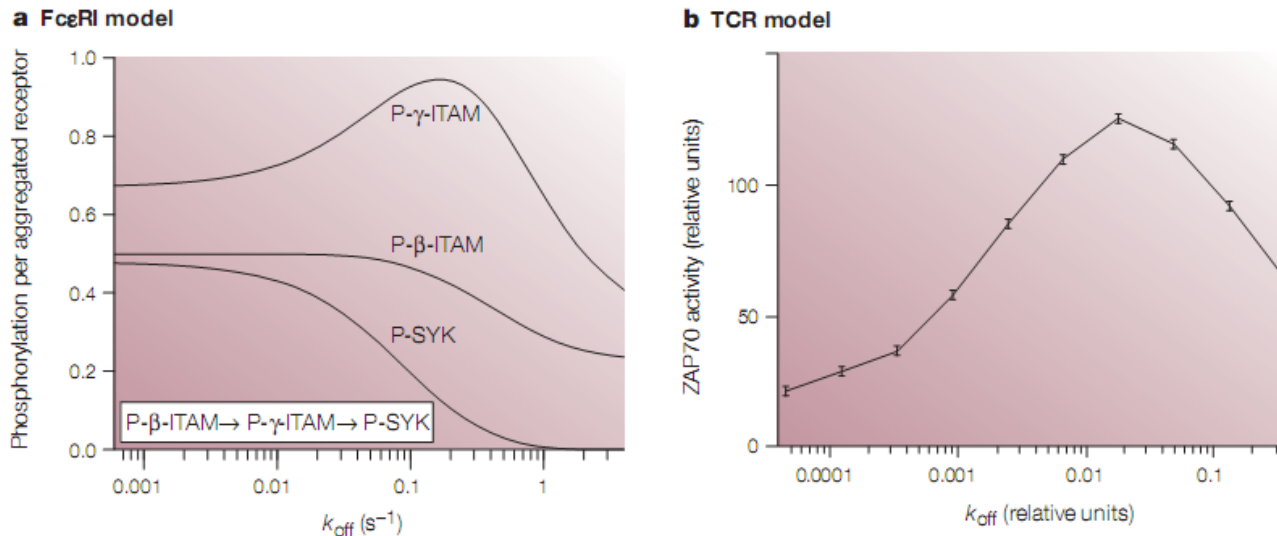 a FcεRI model
Phosphorylation per aggregated receptor
1.0
0.8
0.6
0.4
0.2
0.0
P-γ-ITAM
P-β-ITAM
P-SYK
P-β-ITAM→ P-γ-ITAM→ P-SYK
0.001 0.01 0.1 1
k off (s⁻¹)
b TCR model
ZAP70 activity (relative units)
100
50
0
0.0001 0.001 0.01 0.1
k off (relative units)